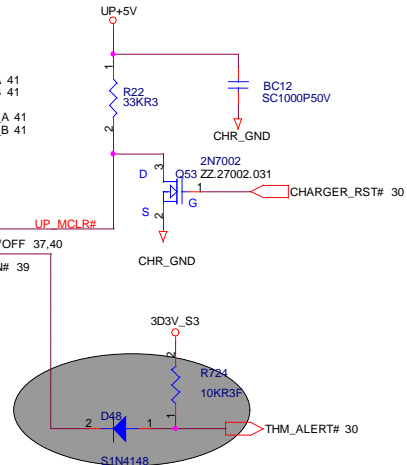 UP+5V
1
A 41
B 41
R22
33KR3
BC12
SC1000P50V
_A 41
_B 41
2
CHR_GND
3
2N7002
D
Q53 ZZ.27002.031
1
CHARGER_RST# 30
S
G
2
UP_MCLR#
/OFF 37,40
CHR_GND
N# 39
3D3V_S3
2
R724
10KR3F
1
D48
2
1
THM_ALERT# 30
S1N4148